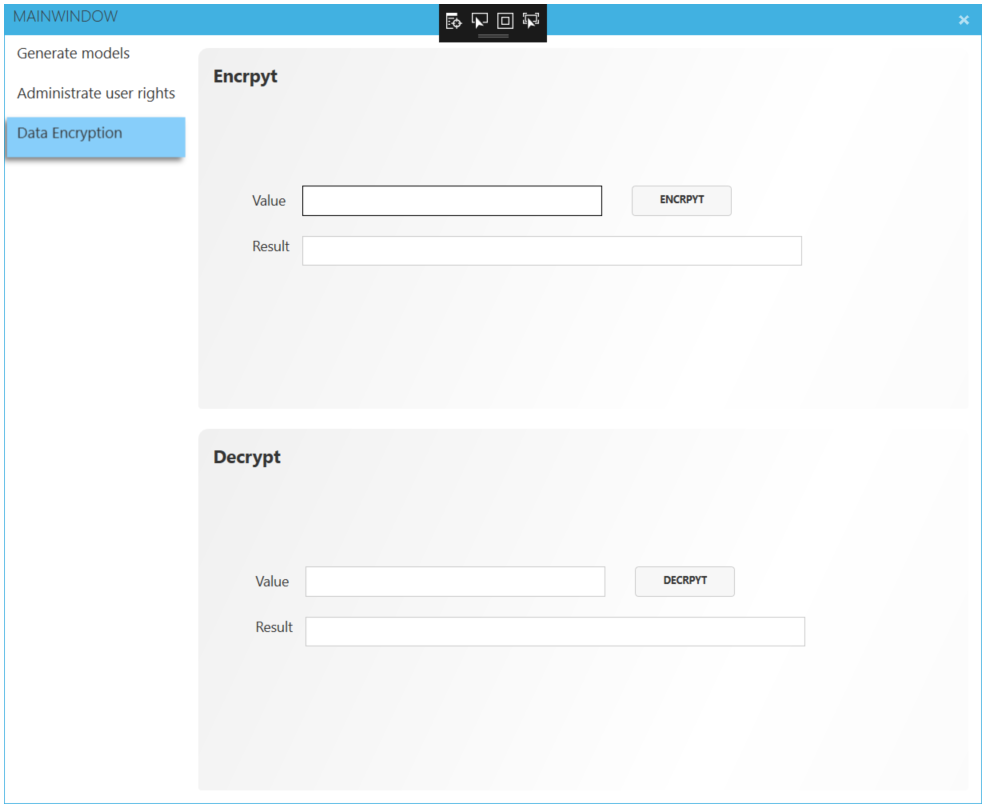 MAINWINDOW
Generate models
Administrate user rights
Data Encryption
Encrpyt
Value
ENCRPYT
Result
Decrypt
Value
DECRPYT
Result